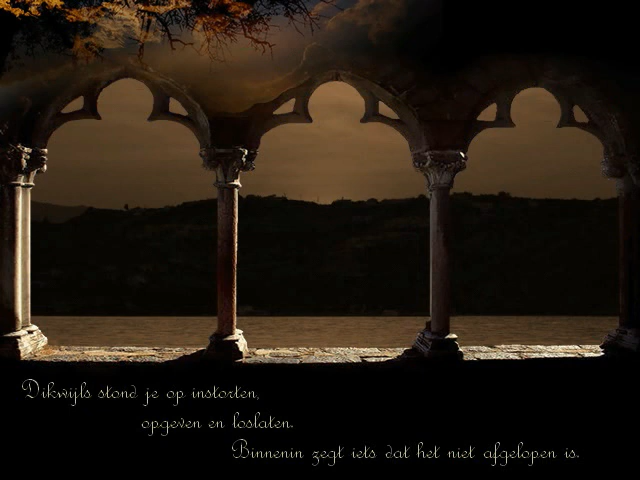 Dikwijls stond je op instorten,
opgeven en loslaten.
Binnenin zegt iets dat het niet afgelopen is.